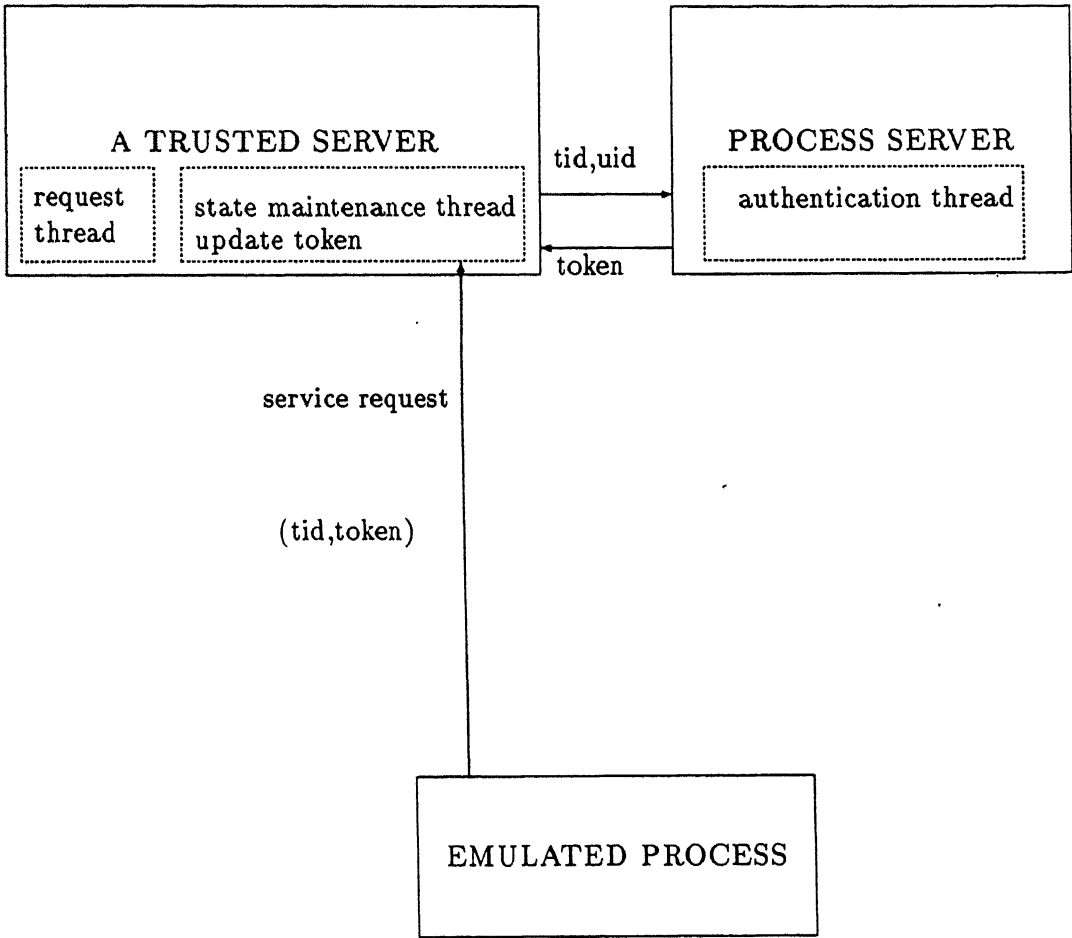 A TRUSTED SERVER
request
thread
state maintenance thread
update token
tid,uid
token
PROCESS SERVER
authentication thread
service request
(tid,token)
EMULATED PROCESS